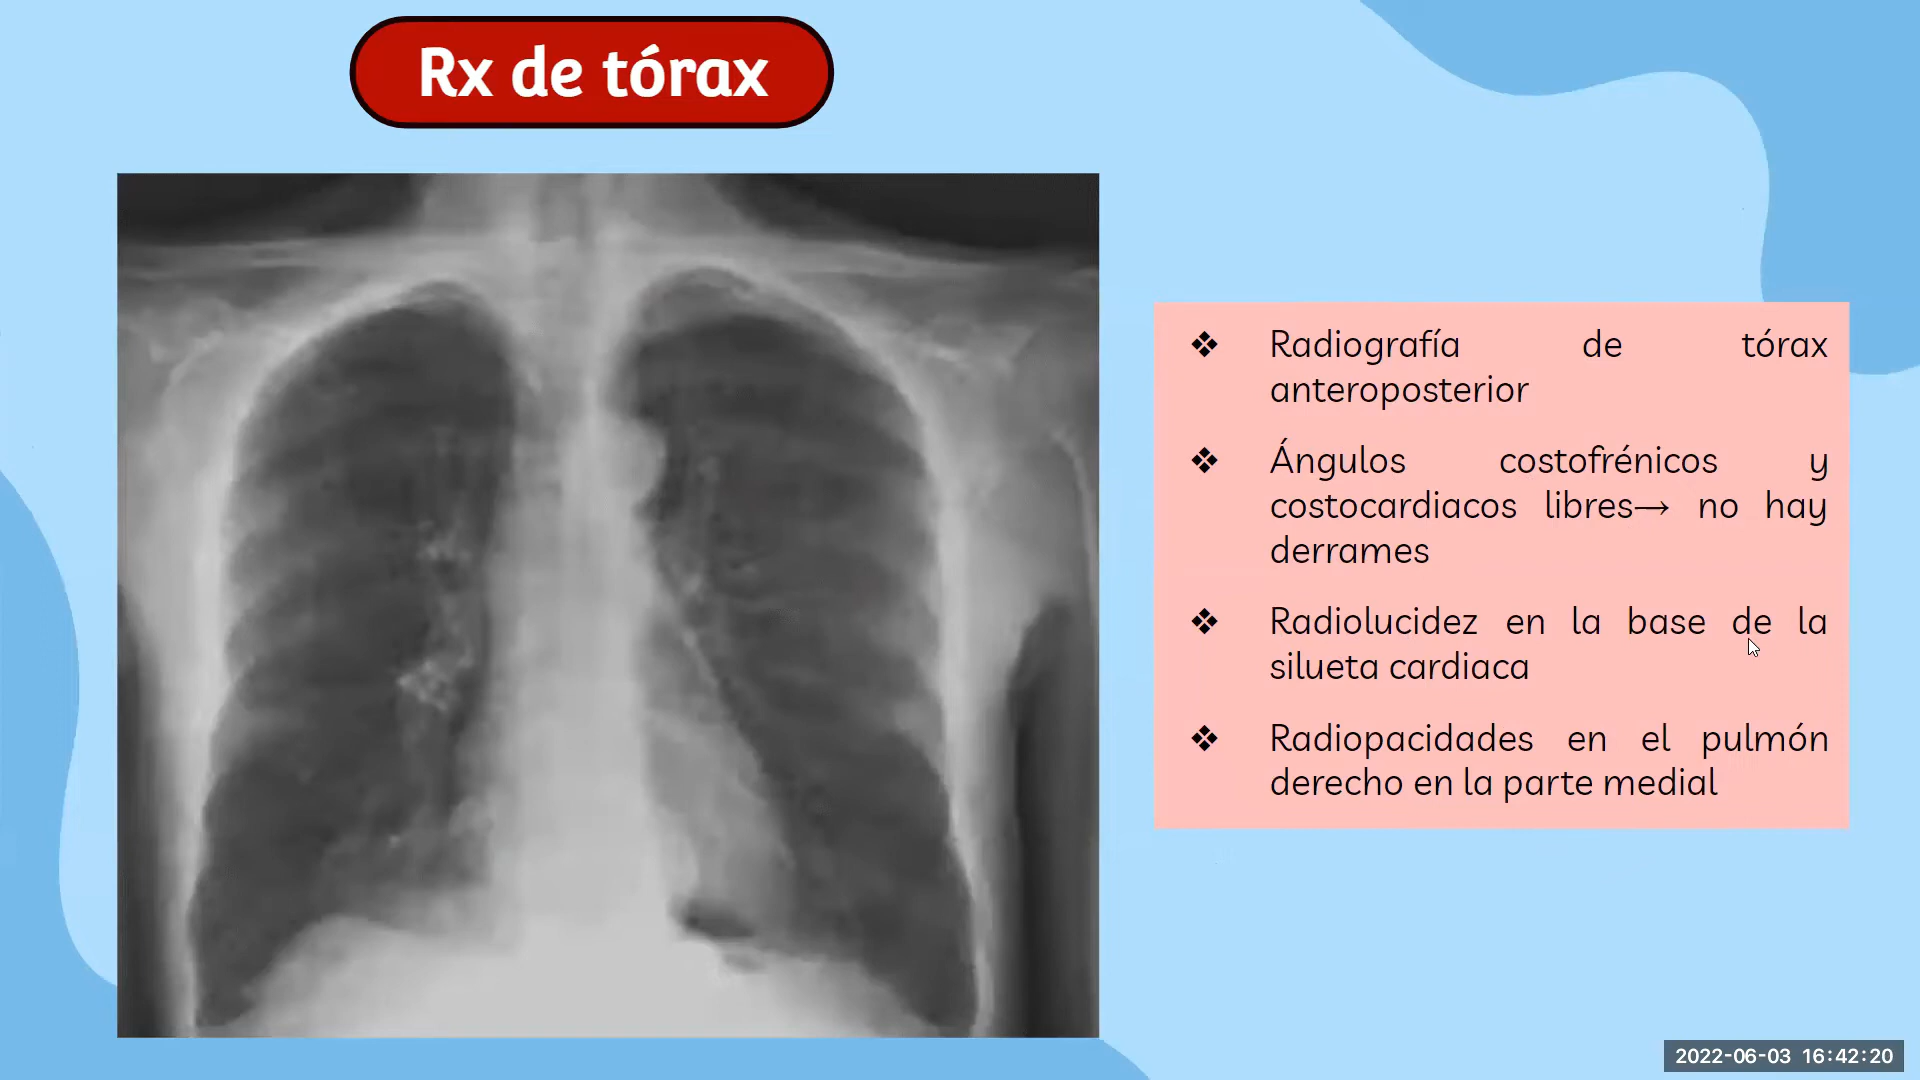 Rx de tórax
❖ Radiografía de tórax
anteroposterior
❖ Ángulos costofrénicos y
costocardiacos libres→ no hay
derrames
❖ Radiolucidez en la base de la
silueta cardiaca
❖ Radiopacidades en el pulmón
derecho en la parte medial
2022-06-03 16:42:20